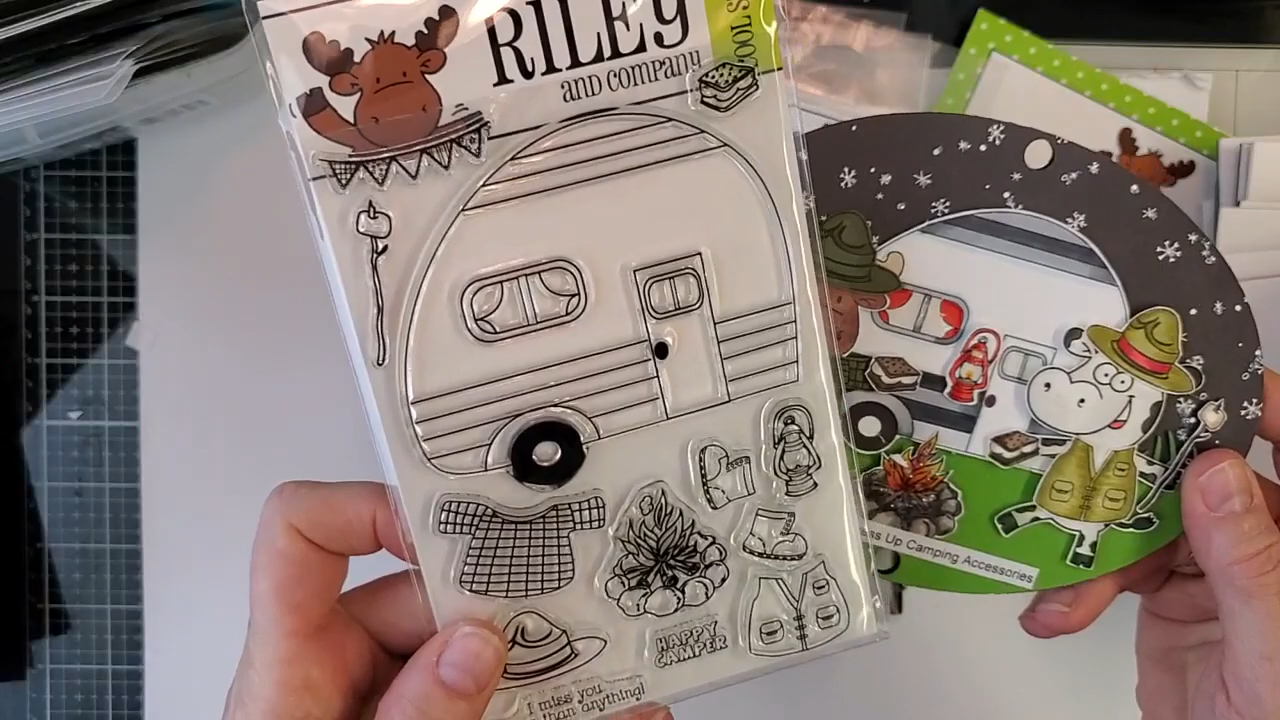 RILEY
and company
HAPPY
CAMPER
I miss you
than anything!
Up Camping Accessories